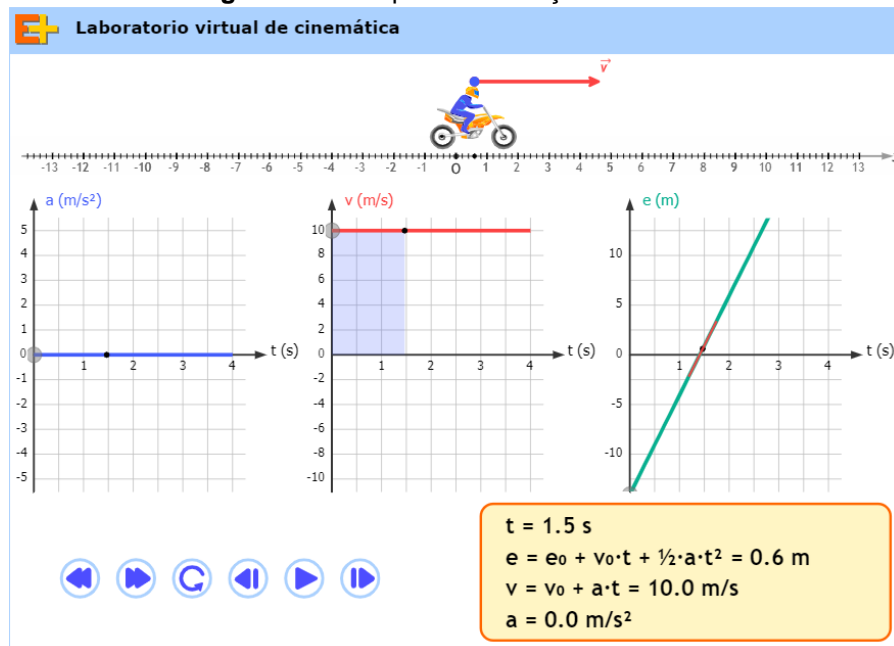 E+ Laboratorio virtual de cinemática
v
-13 -12 -11 -10 -9 -8 -7 -6 -5 -4 -3 -2 -1 O 1 2 3 4 5 6 7 8 9 10 11 12 13
a (m/s²)
5
4
3
2
1
0
-1
-2
-3
-4
-5
1 2 3 4 t (s)
v (m/s)
10
8
6
4
2
0
-2
-4
-6
-8
-10
1 2 3 4 t (s)
e (m)
10
5
0
-5
-10
1 2 3 4 t (s)
t = 1.5 s
e = e₀ + v₀·t + ½·a·t² = 0.6 m
v = v₀ + a·t = 10.0 m/s
a = 0.0 m/s²